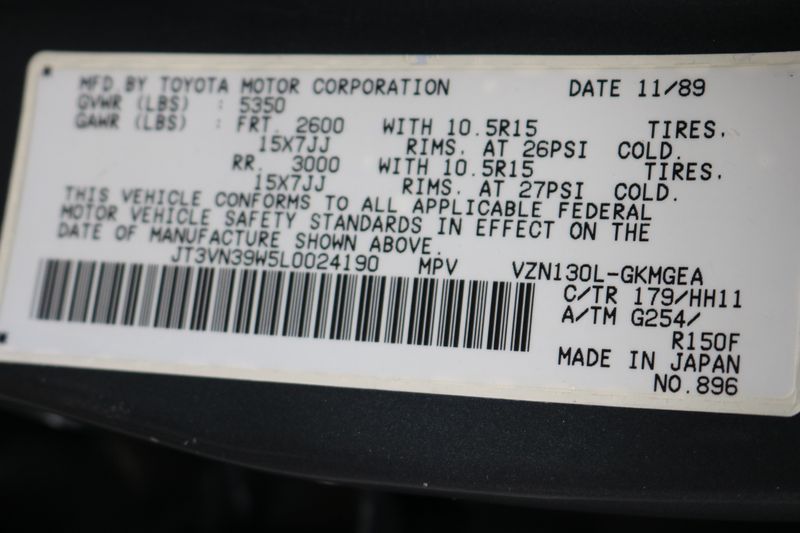 MFD BY TOYOTA MOTOR CORPORATION DATE 11/89
GVWR (LBS) : 5350
GAWR (LBS) : FRT. 2600 WITH 10.5R15 TIRES.
15X7JJ RIMS. AT 26PSI COLD.
RR. 3000 WITH 10.5R15 TIRES.
15X7JJ RIMS. AT 27PSI COLD.
THIS VEHICLE CONFORMS TO ALL APPLICABLE FEDERAL
MOTOR VEHICLE SAFETY STANDARDS IN EFFECT ON THE
DATE OF MANUFACTURE SHOWN ABOVE.
JT3VN39W5L0024190 MPV VZN130L-GKMGEA
C/TR 179/HH11
A/TM G254/
R150F
MADE IN JAPAN
NO.896